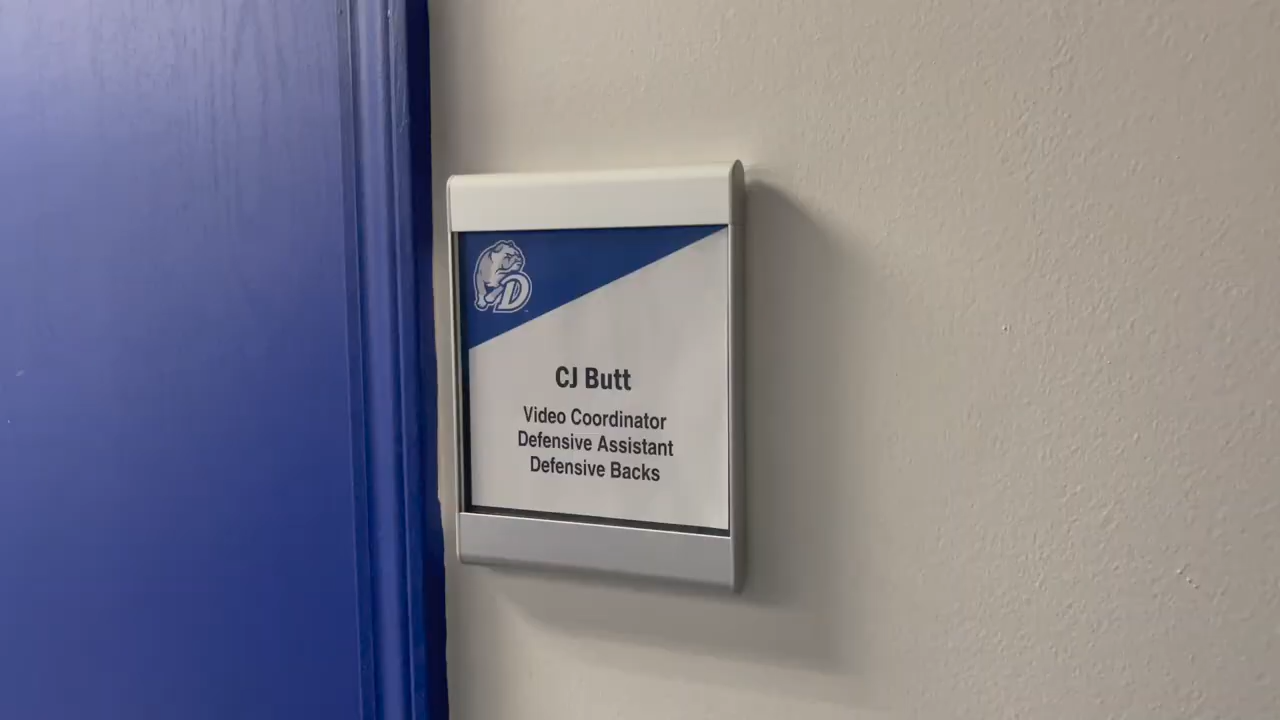 D
CJ Butt
Video Coordinator
Defensive Assistant
Defensive Backs